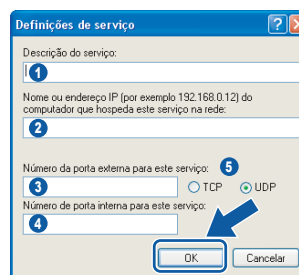 Definições de serviço
Descrição do serviço:
1
Nome ou endereço IP (por exemplo 192.168.0.12) do
computador que hospeda este serviço na rede:
2
Número da porta externa para este serviço: 5
3 TCP UDP
Número de porta interna para este serviço:
4
OK Cancelar